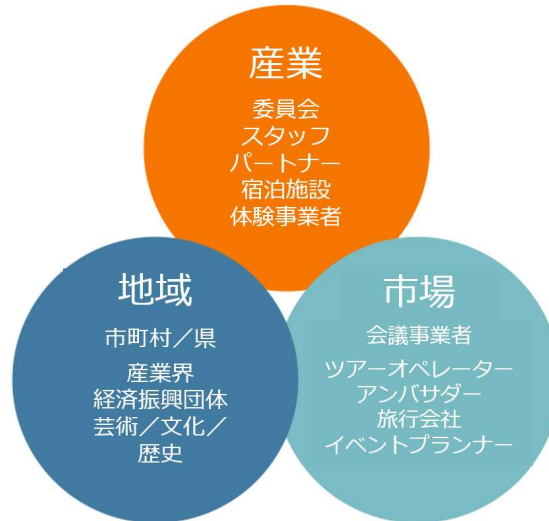 産業
委員会
スタッフ
パートナー
宿泊施設
体験事業者
地域
市町村／県
産業界
経済振興団体
芸術／文化／
歴史
市場
会議事業者
ツアーオペレーター
アンバサダー
旅行会社
イベントプランナー